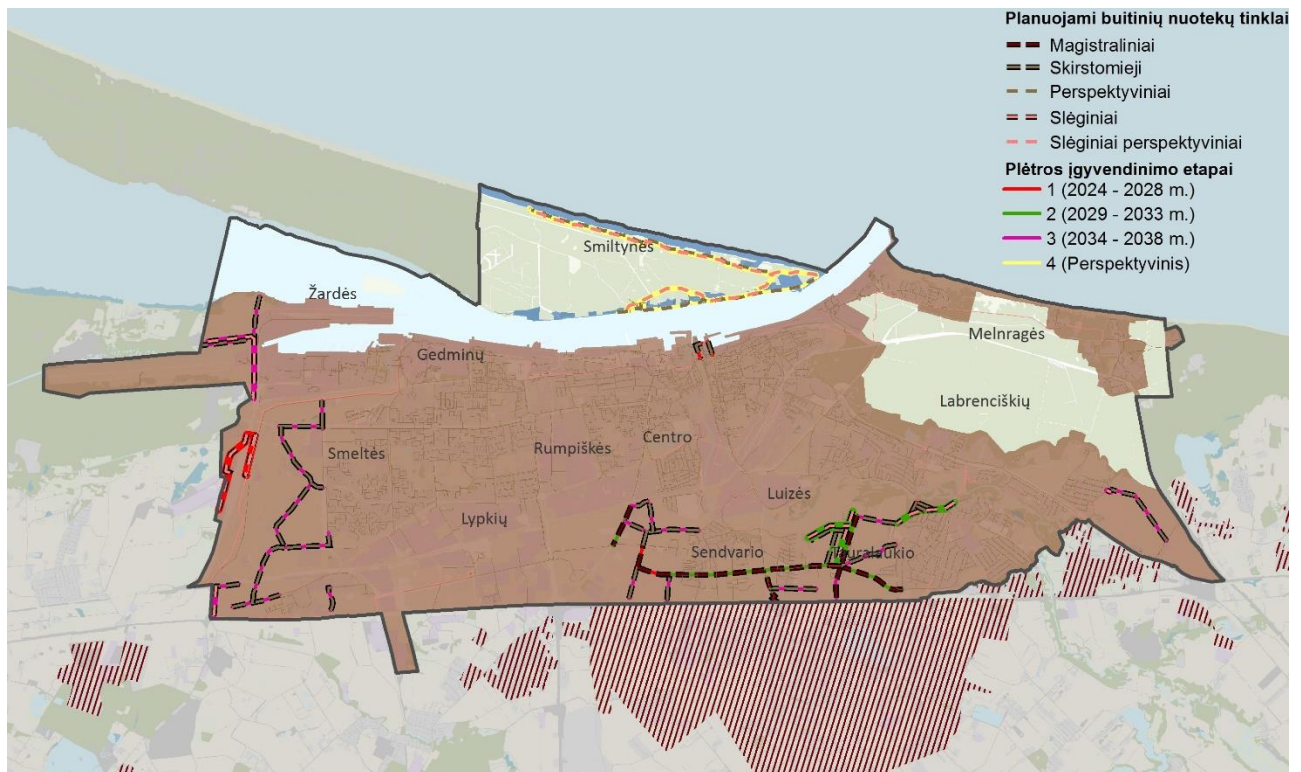 Planuojami buitinių nuotekų tinklai
Magistraliniai
Skirstomieji
Perspektyviniai
Slėginiai
Slėginiai perspektyviniai
Plėtros įgyvendinimo etapai
1 (2024 - 2028 m.)
2 (2029 - 2033 m.)
3 (2034 - 2038 m.)
4 (Perspektyvinis)
Smiltynės
Žardės
Melnragės
Gedminų
Labrenciškių
Centro
Rumpiškės
Smeltės
Luizės
Lypkių
Sendvario
Tauralaukio